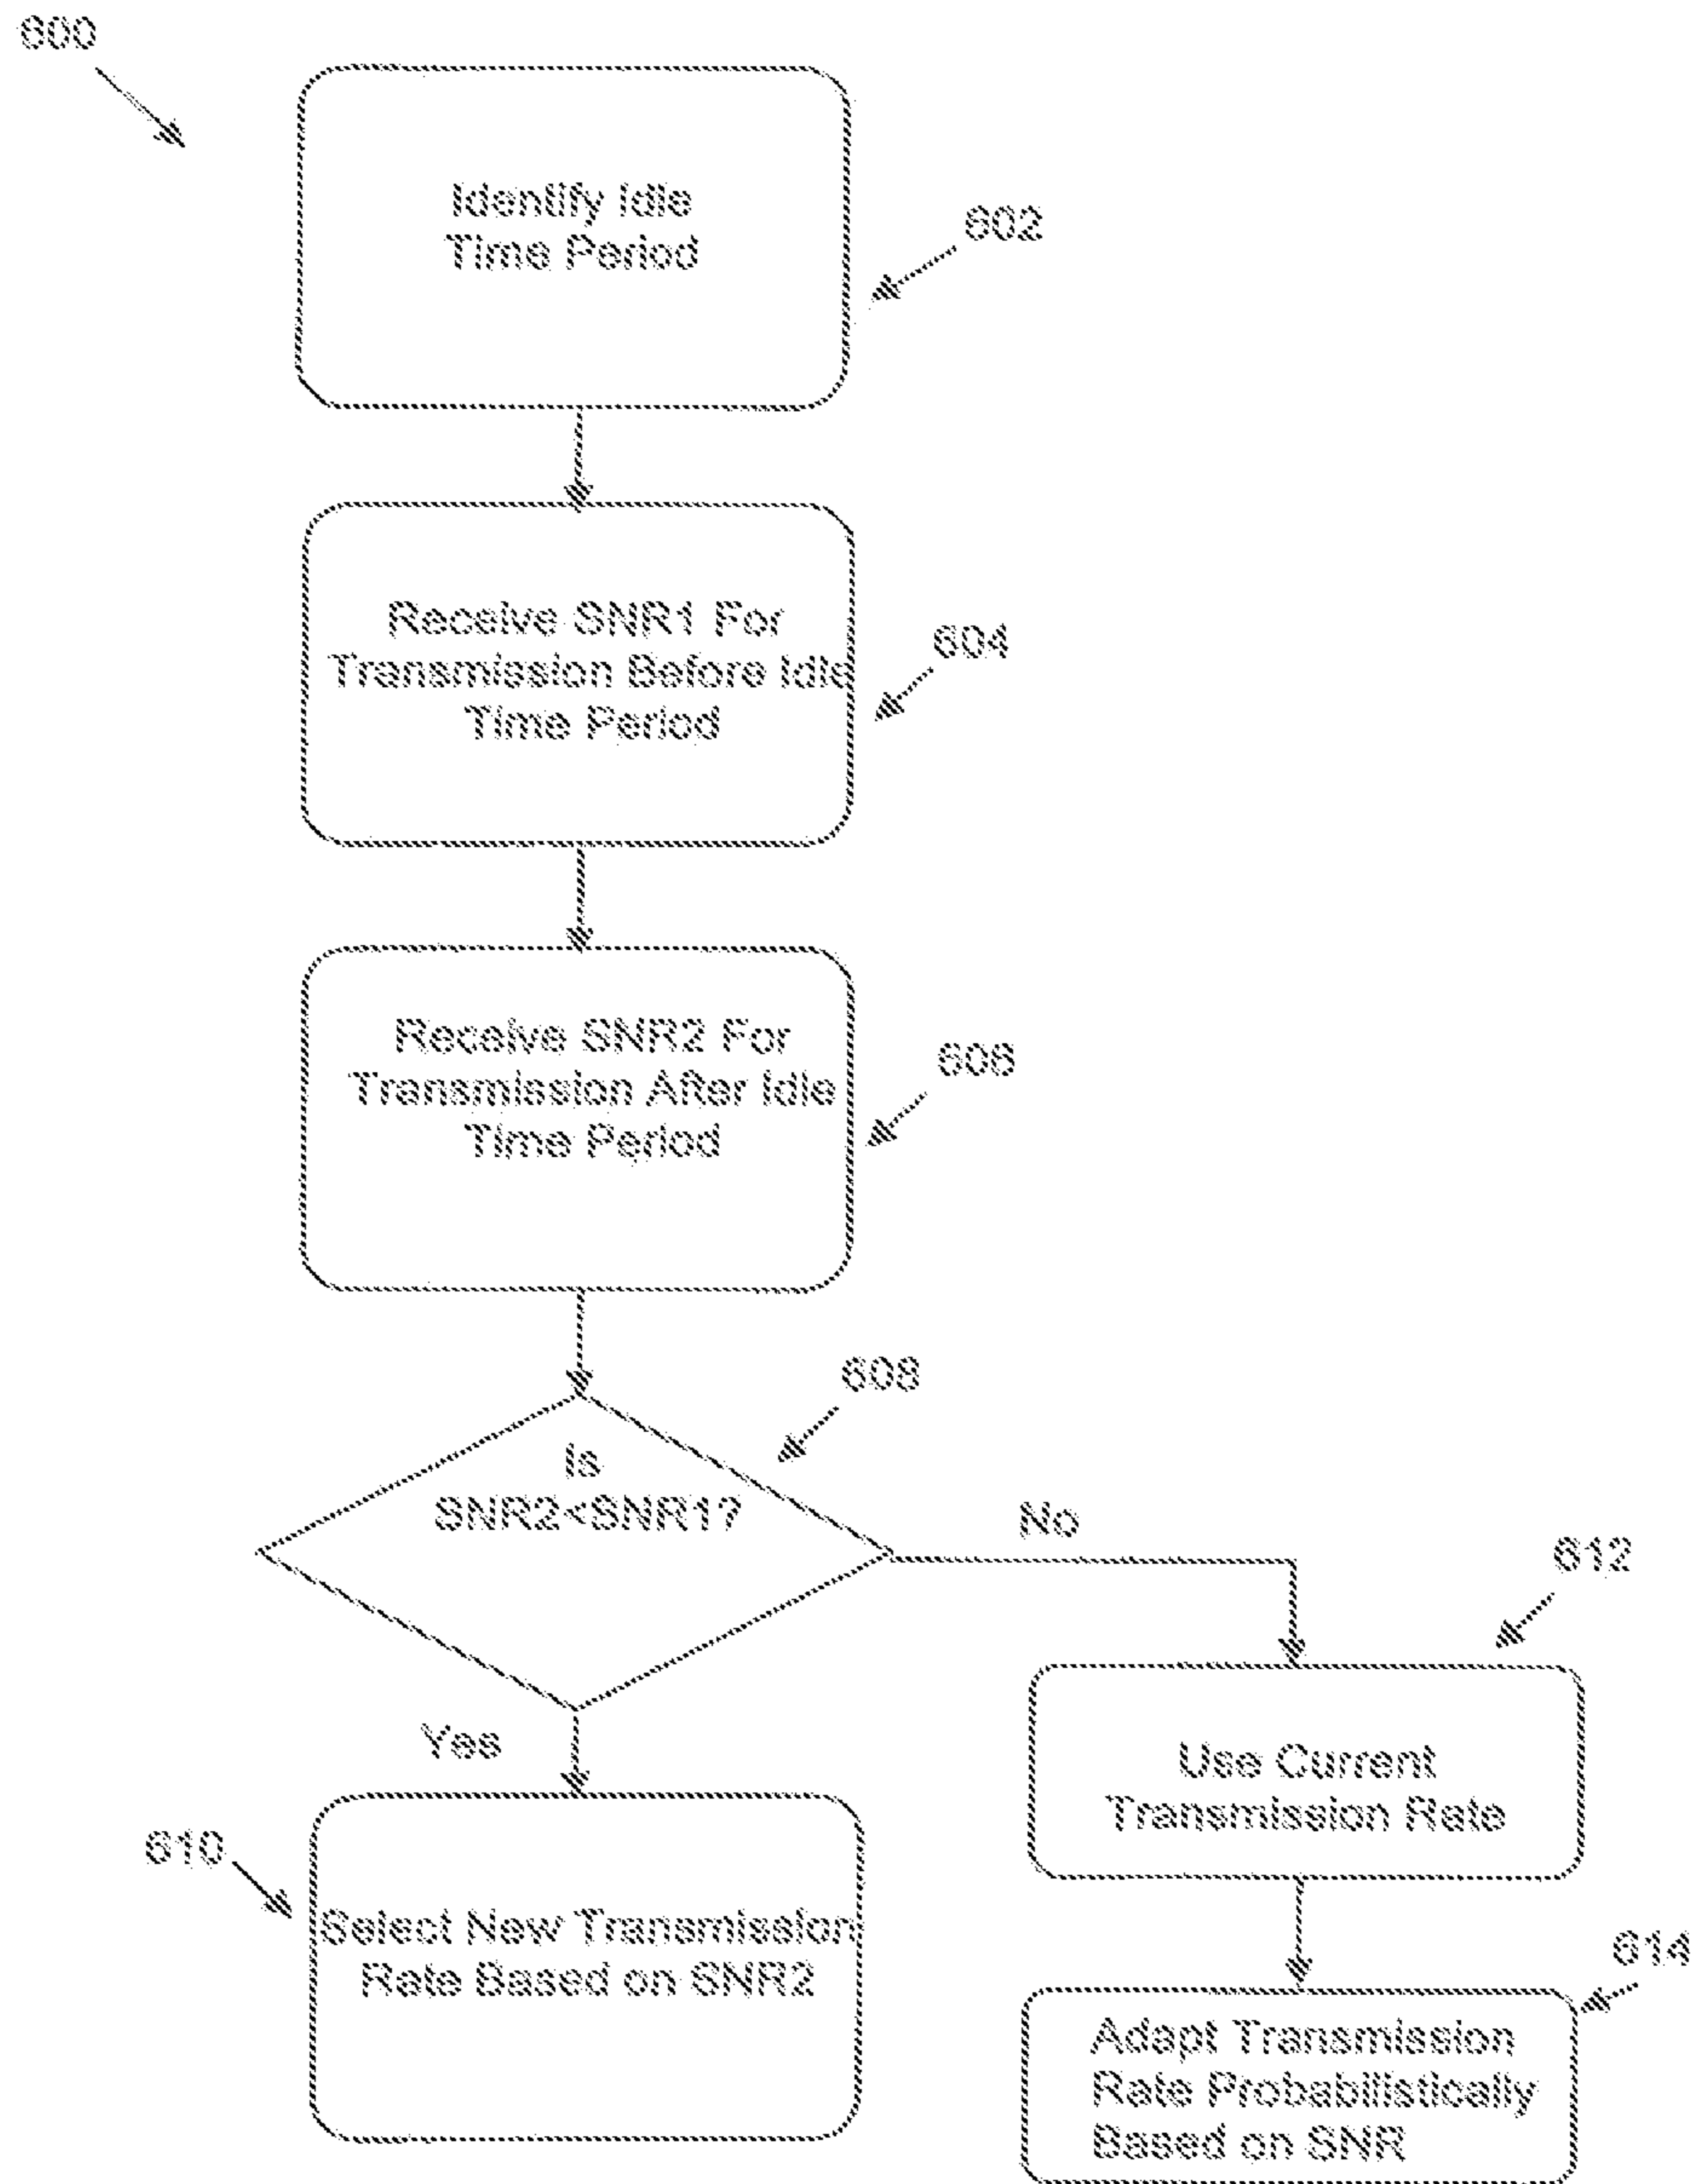 600
Identify Idle
Time Period
602
Receive SNR1 For
Transmission Before Idle
Time Period
604
Receive SNR2 For
Transmission After Idle
Time Period
606
608
Is
SNR2<SNR1?
No
612
Yes
Use Current
Transmission Rate
610
Select New Transmission
Rate Based on SNR2
614
Adapt Transmission
Rate Probabilistically
Based on SNR